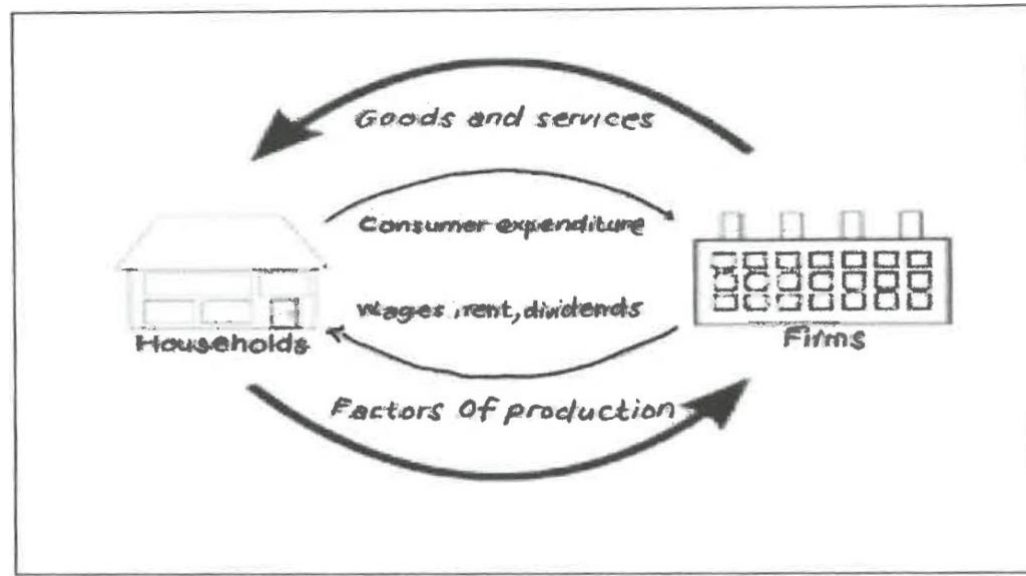 Goods and services
Consumer expenditure
wages, rent, dividends
Households
Firms
Factors Of production